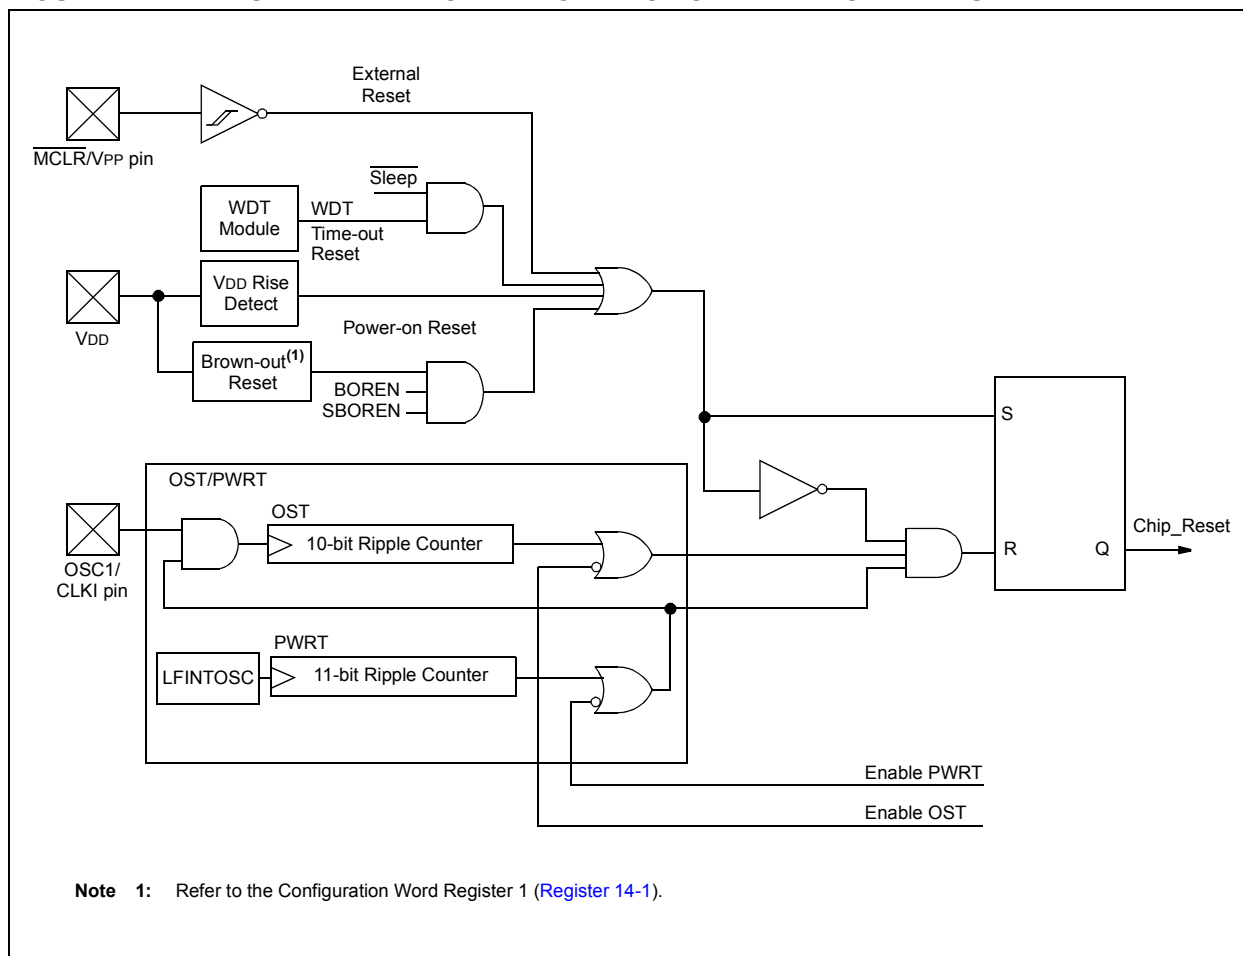 External
Reset
MCLR/VPP pin
Sleep
WDT
Module
WDT
Time-out
Reset
VDD Rise
Detect
VDD
Power-on Reset
Brown-out(1)
Reset
BOREN
SBOREN
S
OST/PWRT
OST
10-bit Ripple Counter
OSC1/
CLKI pin
Chip_Reset
R
Q
PWRT
LFINTOSC
11-bit Ripple Counter
Enable PWRT
Enable OST
Note 1: Refer to the Configuration Word Register 1 (Register 14-1).